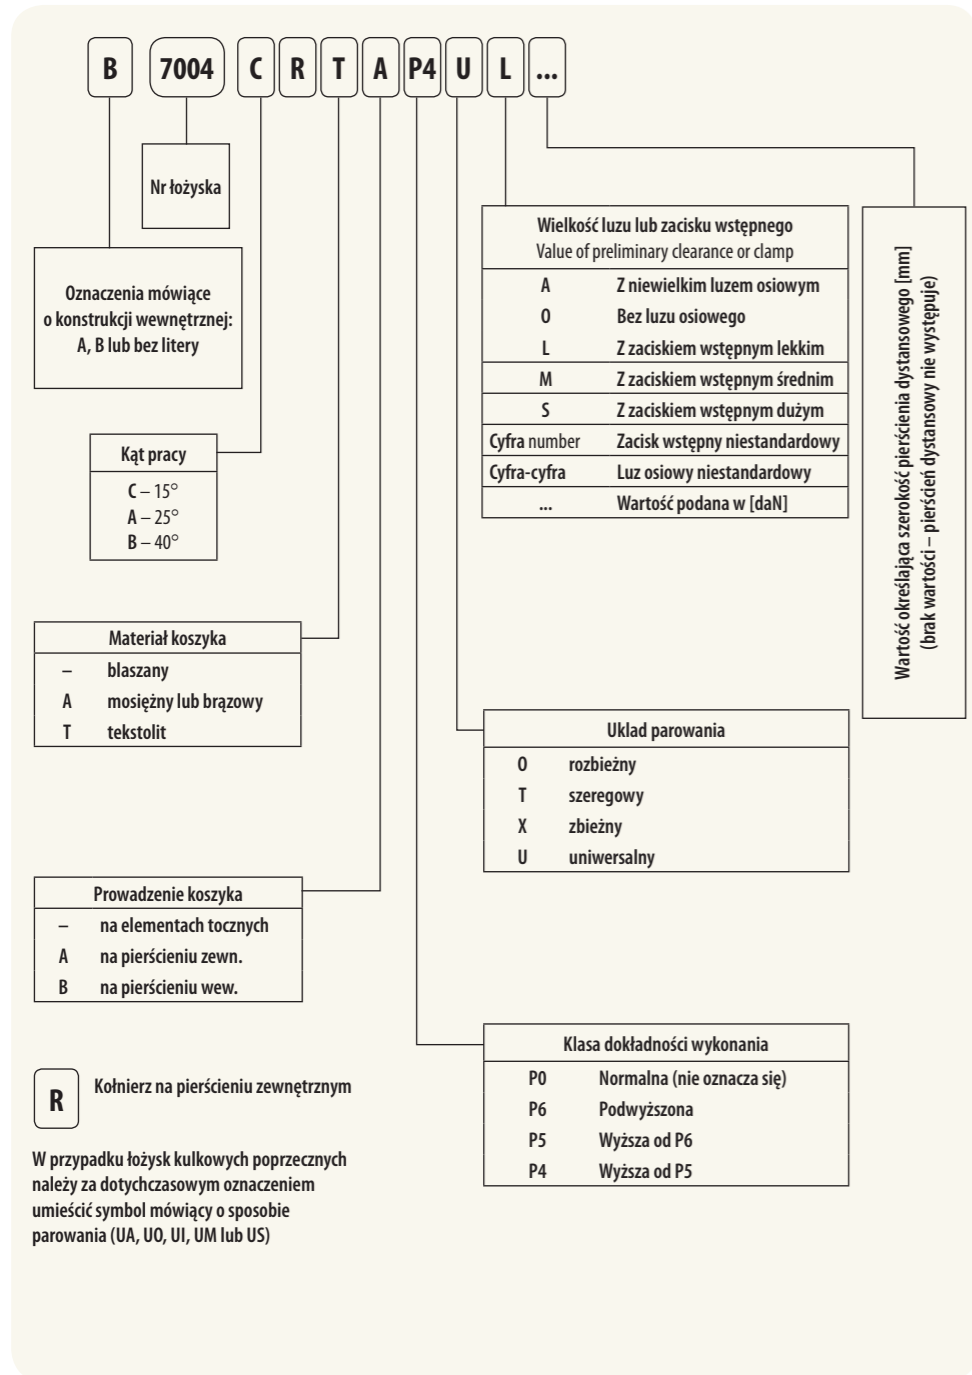 B 7004 C R T A P4 U L ...
Nr łożyska
Oznaczenia mówiące
o konstrukcji wewnętrznej:
A, B lub bez litery
Kąt pracy
C – 15°
A – 25°
B – 40°
Materiał koszyka
– blaszany
A mosiężny lub brązowy
T tekstolit
Prowadzenie koszyka
– na elementach tocznych
A na pierścieniu zewn.
B na pierścieniu wew.
R Kołnierz na pierścieniu zewnętrznym
W przypadku łożysk kulkowych poprzecznych
należy za dotychczasowym oznaczeniem
umieścić symbol mówiący o sposobie
parowania (UA, UO, UI, UM lub US)
Wielkość luzu lub zacisku wstępnego
Value of preliminary clearance or clamp
A Z niewielkim luzem osiowym
O Bez luzu osiowego
L Z zaciskiem wstępnym lekkim
M Z zaciskiem wstępnym średnim
S Z zaciskiem wstępnym dużym
Cyfra number Zacisk wstępny niestandardowy
Cyfra-cyfra Luz osiowy niestandardowy
... Wartość podana w [daN]
Uklad parowania
O rozbieżny
T szeregowy
X zbieżny
U uniwersalny
Klasa dokładności wykonania
P0 Normalna (nie oznacza się)
P6 Podwyższona
P5 Wyższa od P6
P4 Wyższa od P5
Wartość określająca szerokość pierścienia dystansowego [mm]
(brak wartości – pierścień dystansowy nie występuje)